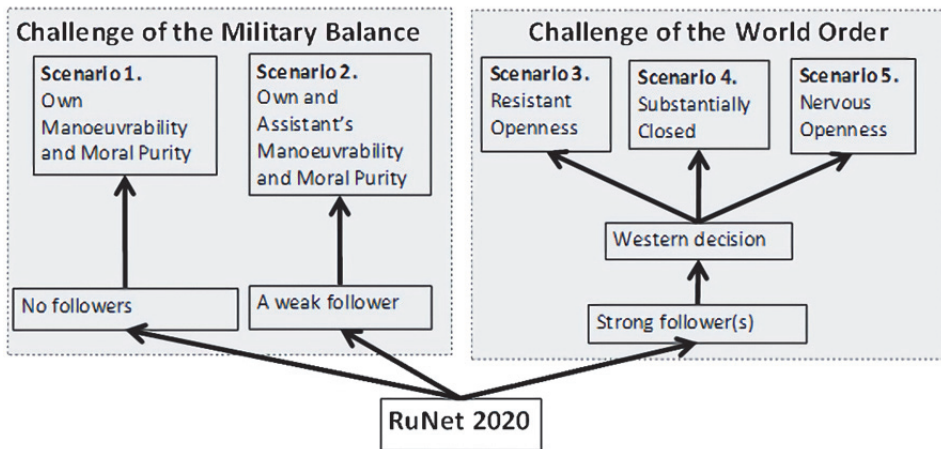 Challenge of the Military Balance
Scenario 1.
Own
Manoeuvrability
and Moral Purity
Scenario 2.
Own and
Assistant's
Manoeuvrability
and Moral Purity
No followers
A weak follower
Challenge of the World Order
Scenario 3.
Resistant
Openness
Scenario 4.
Substantially
Closed
Scenario 5.
Nervous
Openness
Western decision
Strong follower(s)
RuNet 2020